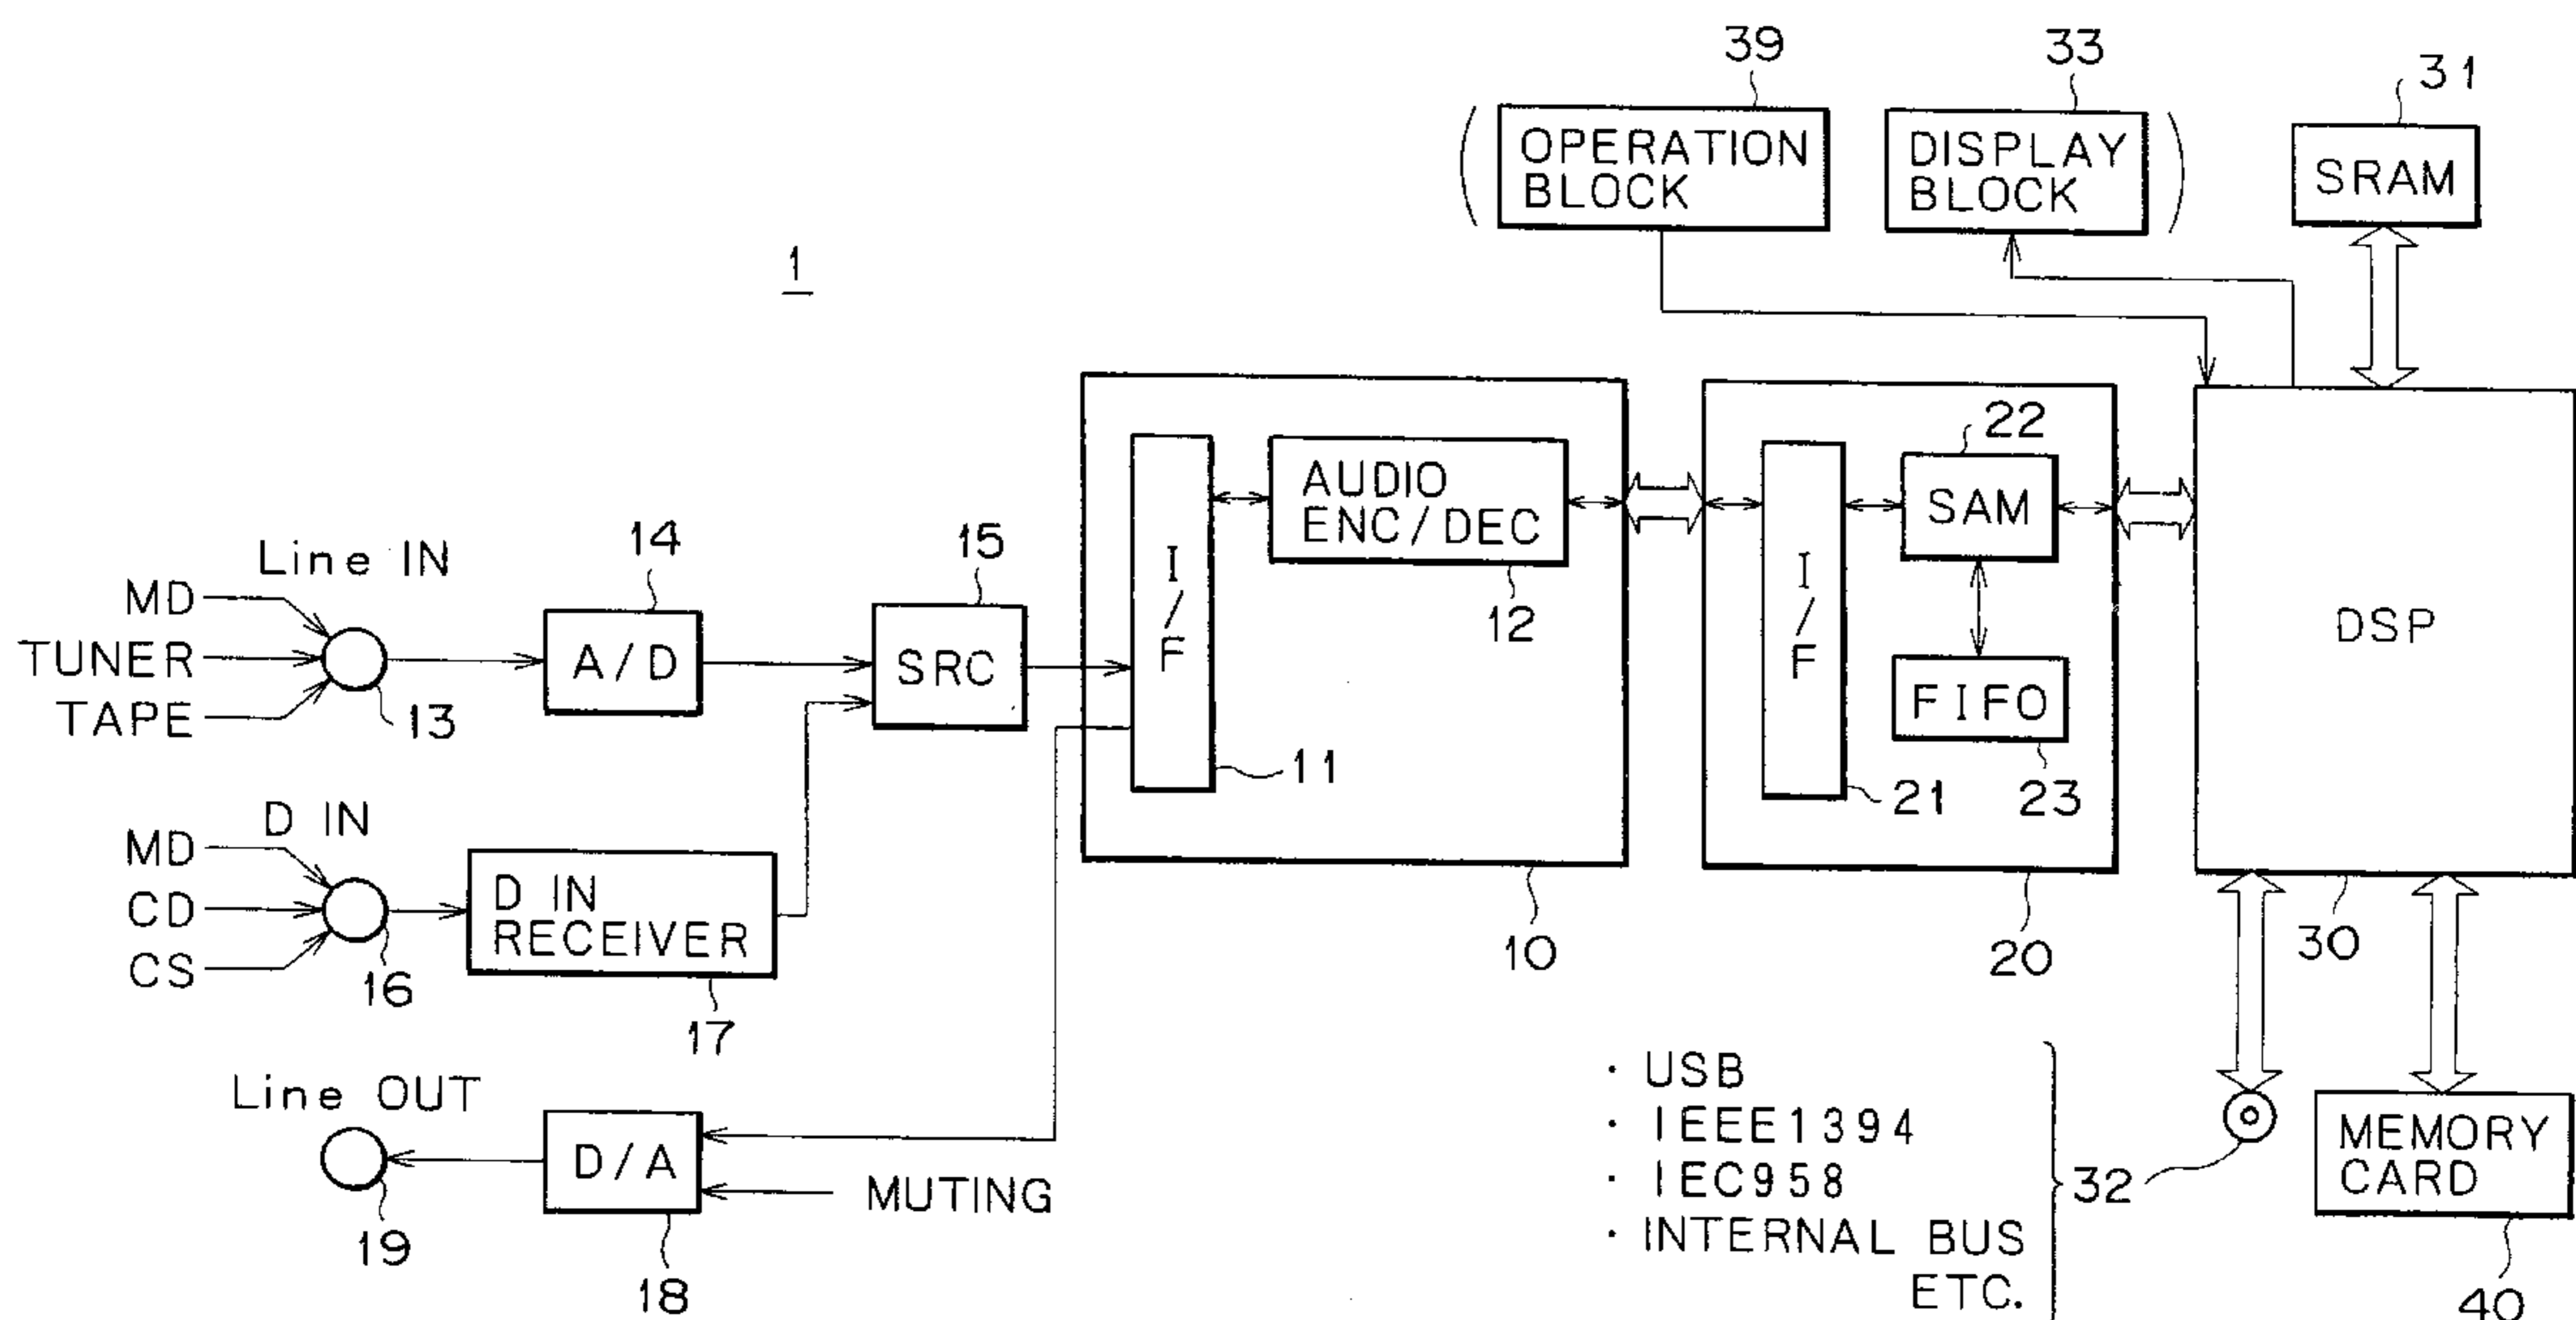 39
33
31
OPERATION
BLOCK
DISPLAY
BLOCK
SRAM
1
Line IN
MD
TUNER
TAPE
13
14
A/D
15
SRC
I/F
11
AUDIO
ENC/DEC
12
10
I/F
21
22
SAM
FIFO
23
20
DSP
30
D IN
MD
CD
CS
16
D IN
RECEIVER
17
Line OUT
19
D/A
18
MUTING
· USB
· IEEE1394
· IEC958
· INTERNAL BUS
ETC.
32
MEMORY
CARD
40